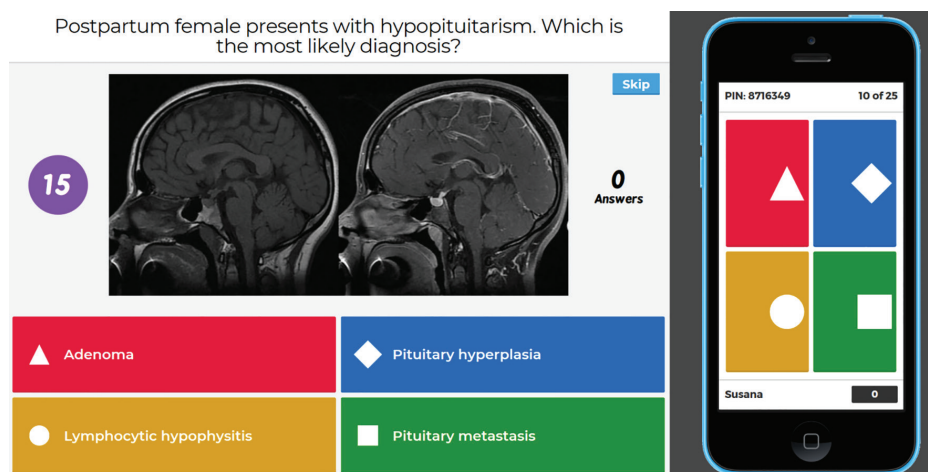 Postpartum female presents with hypopituitarism. Which is
the most likely diagnosis?
Skip
15
0
Answers
Adenoma
Pituitary hyperplasia
Lymphocytic hypophysitis
Pituitary metastasis
PIN: 8716349
10 of 25
Susana
0